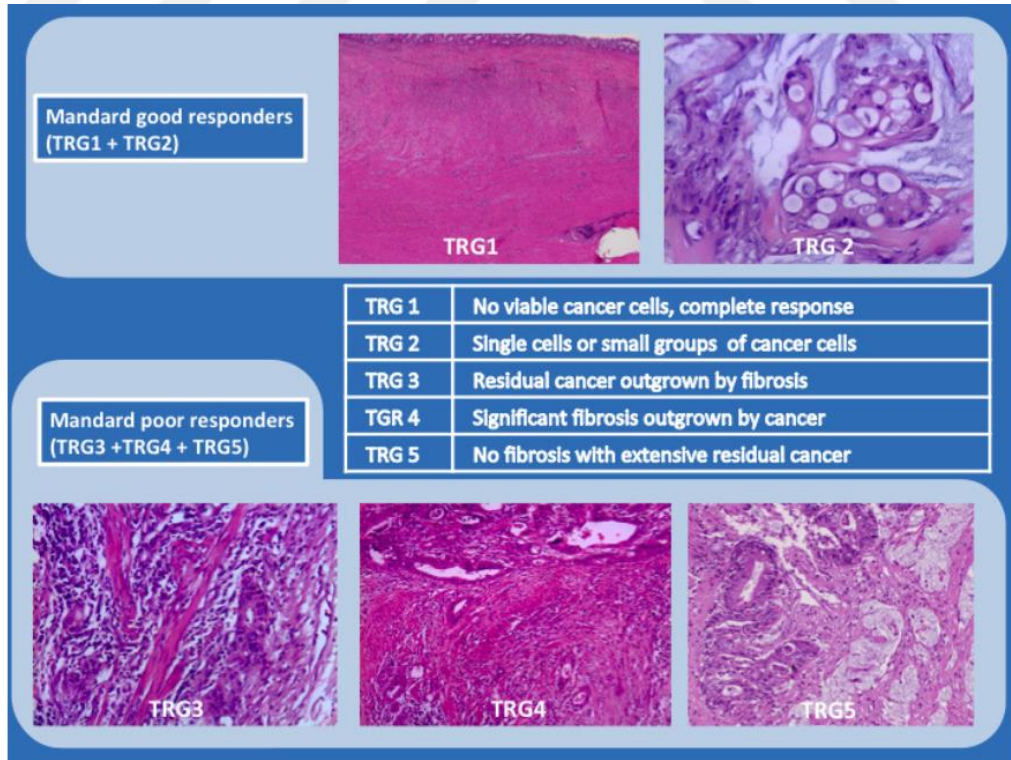 Mandard good responders
(TRG1 + TRG2)
TRG1
TRG 2
TRG 1 No viable cancer cells, complete response
TRG 2 Single cells or small groups of cancer cells
TRG 3 Residual cancer outgrown by fibrosis
TGR 4 Significant fibrosis outgrown by cancer
TRG 5 No fibrosis with extensive residual cancer
Mandard poor responders
(TRG3 +TRG4 + TRG5)
TRG3
TRG4
TRG5